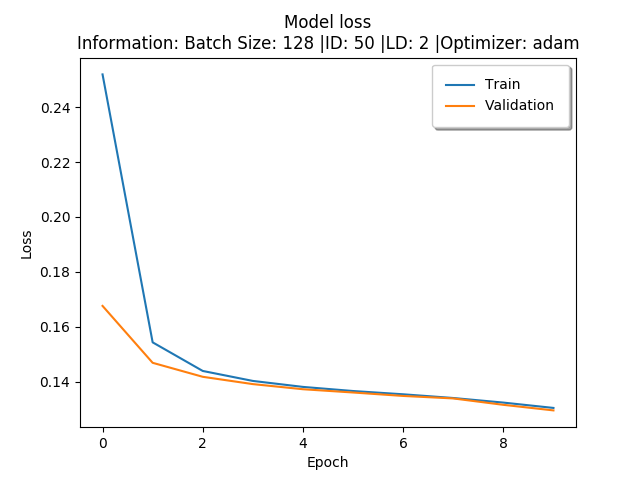 Model loss
Information: Batch Size: 128 |ID: 50 |LD: 2 |Optimizer: adam
Train
Validation
0.24
0.22
0.20
0.18
0.16
0.14
Loss
0 2 4 6 8
Epoch